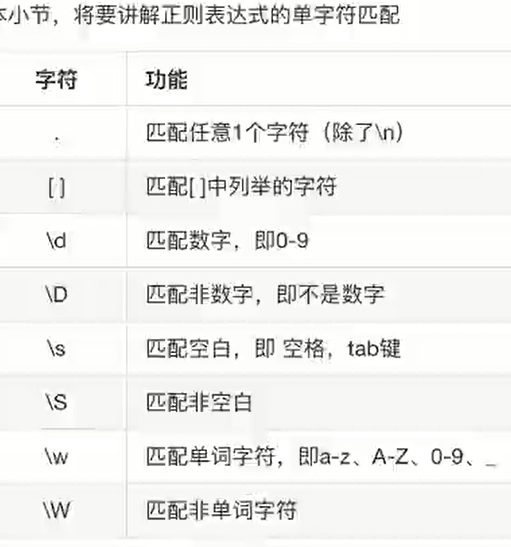 本小节，将要讲解正则表达式的单字符匹配
字符 功能
. 匹配任意1个字符（除了\n）
[ ] 匹配[ ]中列举的字符
\d 匹配数字，即0-9
\D 匹配非数字，即不是数字
\s 匹配空白，即 空格，tab键
\S 匹配非空白
\w 匹配单词字符，即a-z、A-Z、0-9、_
\W 匹配非单词字符